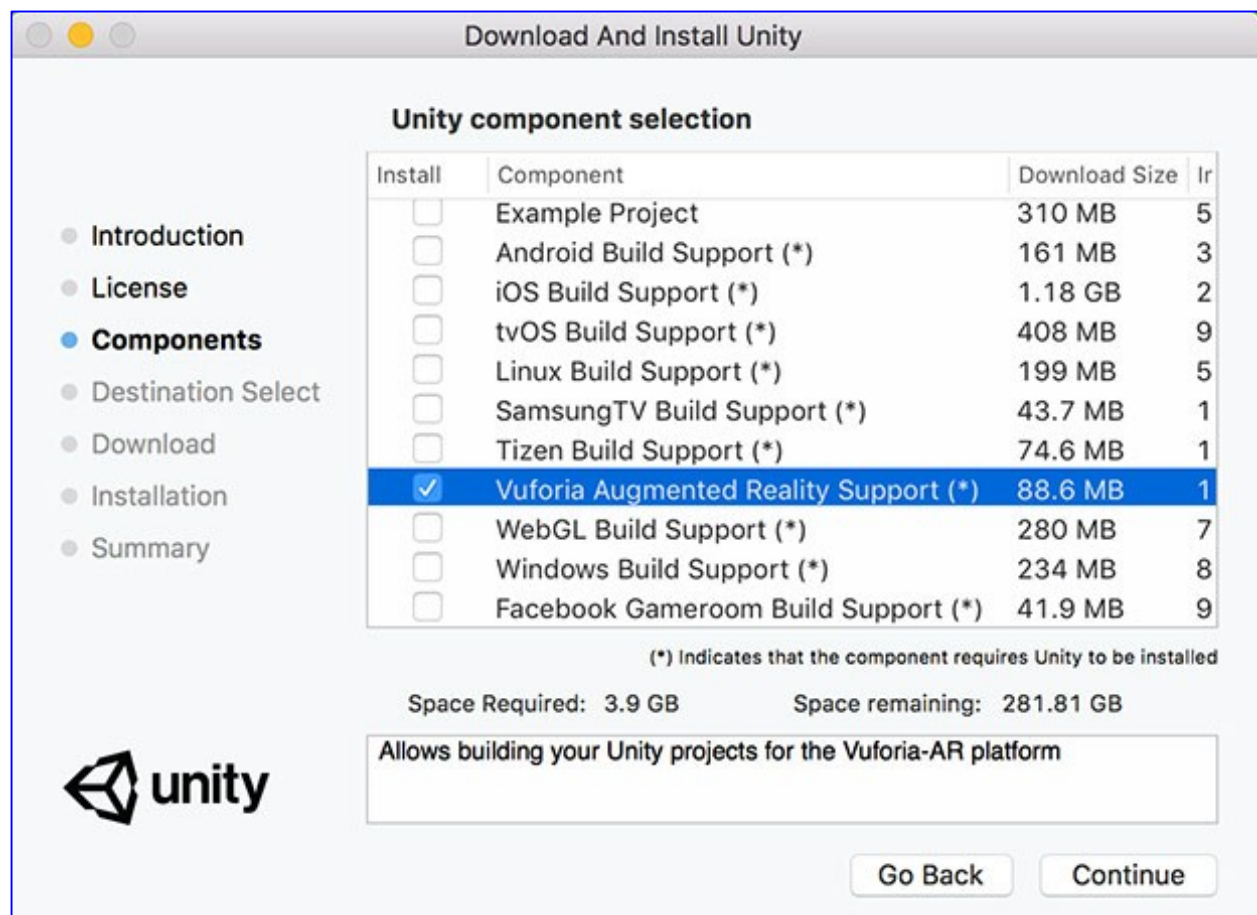 Download And Install Unity
Unity component selection
Introduction
License
Components
Destination Select
Download
Installation
Summary
Install Component Download Size Ir
Example Project 310 MB 5
Android Build Support (*) 161 MB 3
iOS Build Support (*) 1.18 GB 2
tvOS Build Support (*) 408 MB 9
Linux Build Support (*) 199 MB 5
SamsungTV Build Support (*) 43.7 MB 1
Tizen Build Support (*) 74.6 MB 1
Vuforia Augmented Reality Support (*) 88.6 MB 1
WebGL Build Support (*) 280 MB 7
Windows Build Support (*) 234 MB 8
Facebook Gameroom Build Support (*) 41.9 MB 9
(*) Indicates that the component requires Unity to be installed
Space Required: 3.9 GB Space remaining: 281.81 GB
Allows building your Unity projects for the Vuforia-AR platform
unity
Go Back Continue